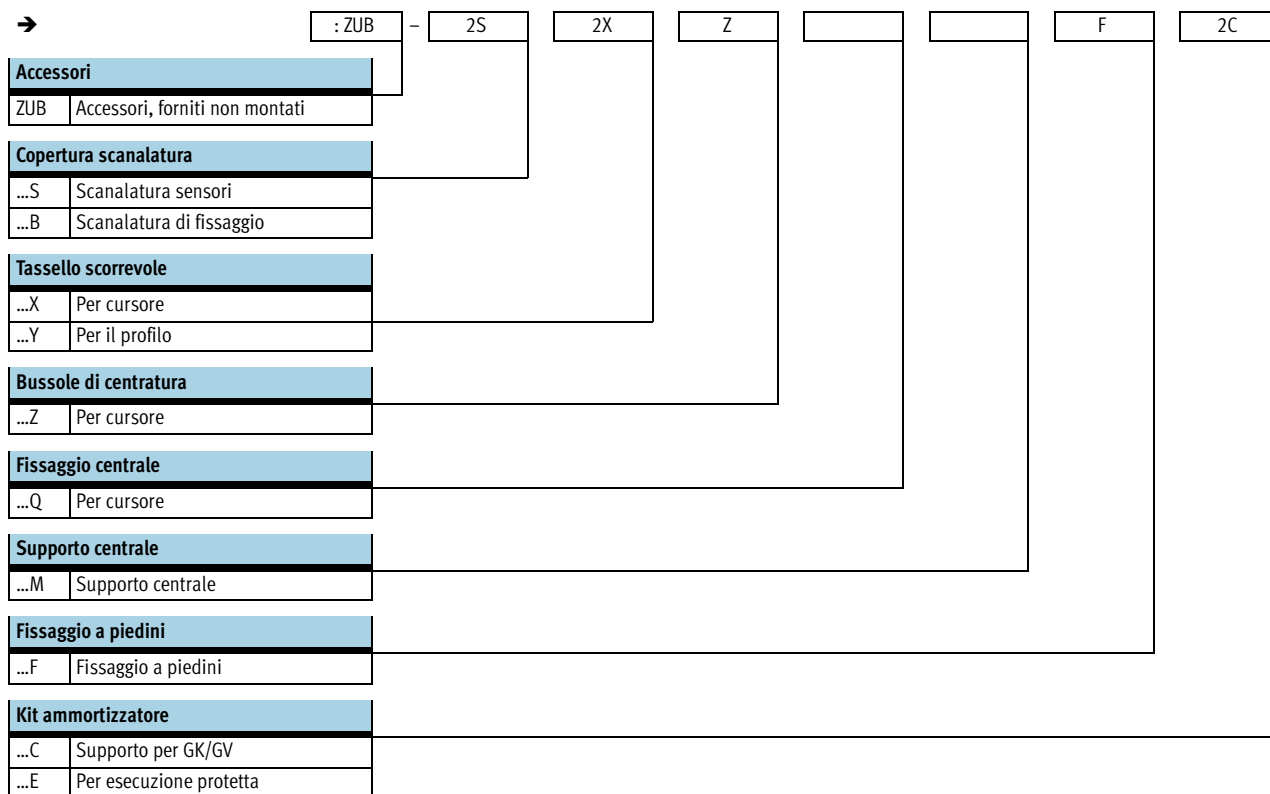 ➔ : ZUB – 2S 2X Z F 2C
Accessori
ZUB Accessori, forniti non montati
Copertura scanalatura
...S Scanalatura sensori
...B Scanalatura di fissaggio
Tassello scorrevole
...X Per cursore
...Y Per il profilo
Bussole di centratura
...Z Per cursore
Fissaggio centrale
...Q Per cursore
Supporto centrale
...M Supporto centrale
Fissaggio a piedini
...F Fissaggio a piedini
Kit ammortizzatore
...C Supporto per GK/GV
...E Per esecuzione protetta